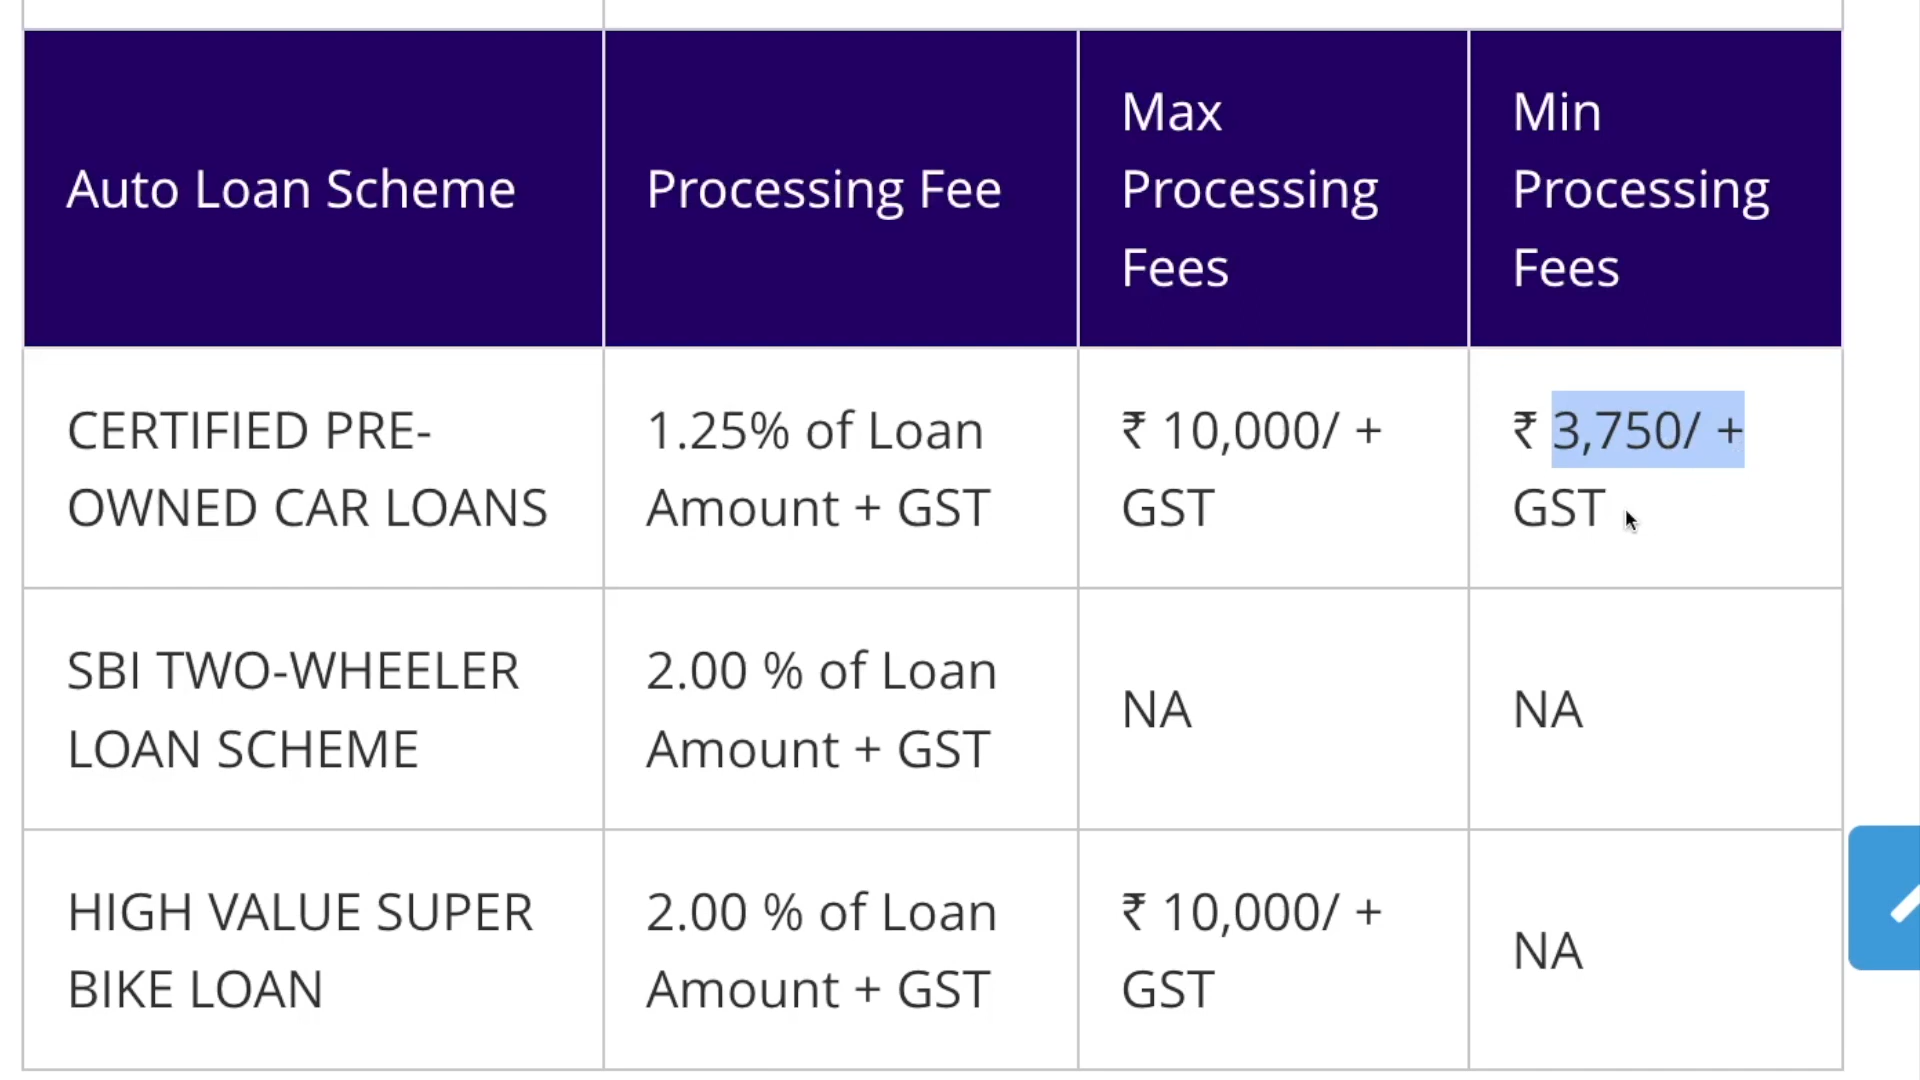 Auto Loan Scheme
Processing Fee
Max
Processing
Fees
Min
Processing
Fees
CERTIFIED PRE-
OWNED CAR LOANS
1.25% of Loan
Amount + GST
₹ 10,000/ +
GST
₹ 3,750/ +
GST
SBI TWO-WHEELER
LOAN SCHEME
2.00 % of Loan
Amount + GST
NA
NA
HIGH VALUE SUPER
BIKE LOAN
2.00 % of Loan
Amount + GST
₹ 10,000/ +
GST
NA